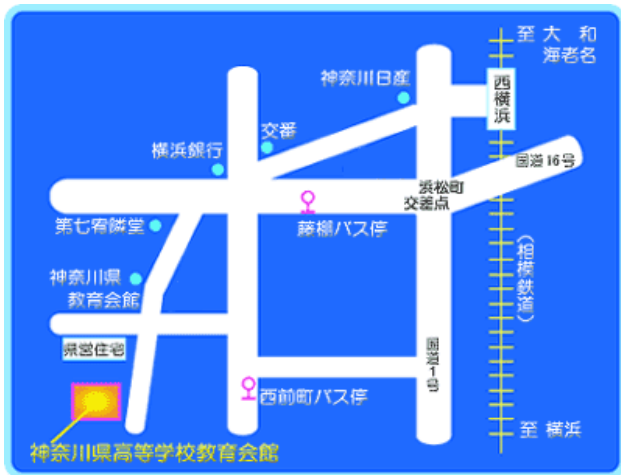 至 大 和
海老名
神奈川日産
西横浜
交番
横浜銀行
国道16号
浜松町
交差点
第七有隣堂
藤棚バス停
(相模鉄道)
神奈川県
教育会館
県営住宅
国道1号
西前町バス停
至 横浜
神奈川県高等学校教育会館